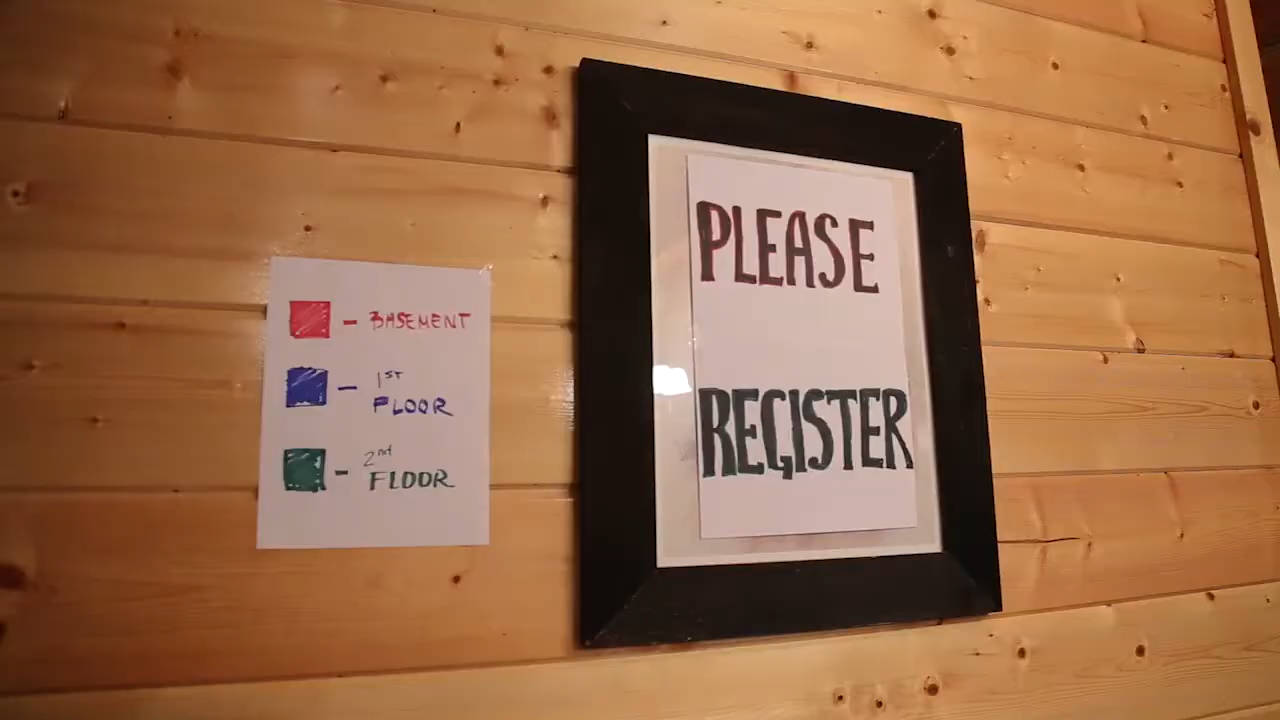 - BASEMENT
- 1st
FLOOR
- 2nd
FLOOR
PLEASE
REGISTER